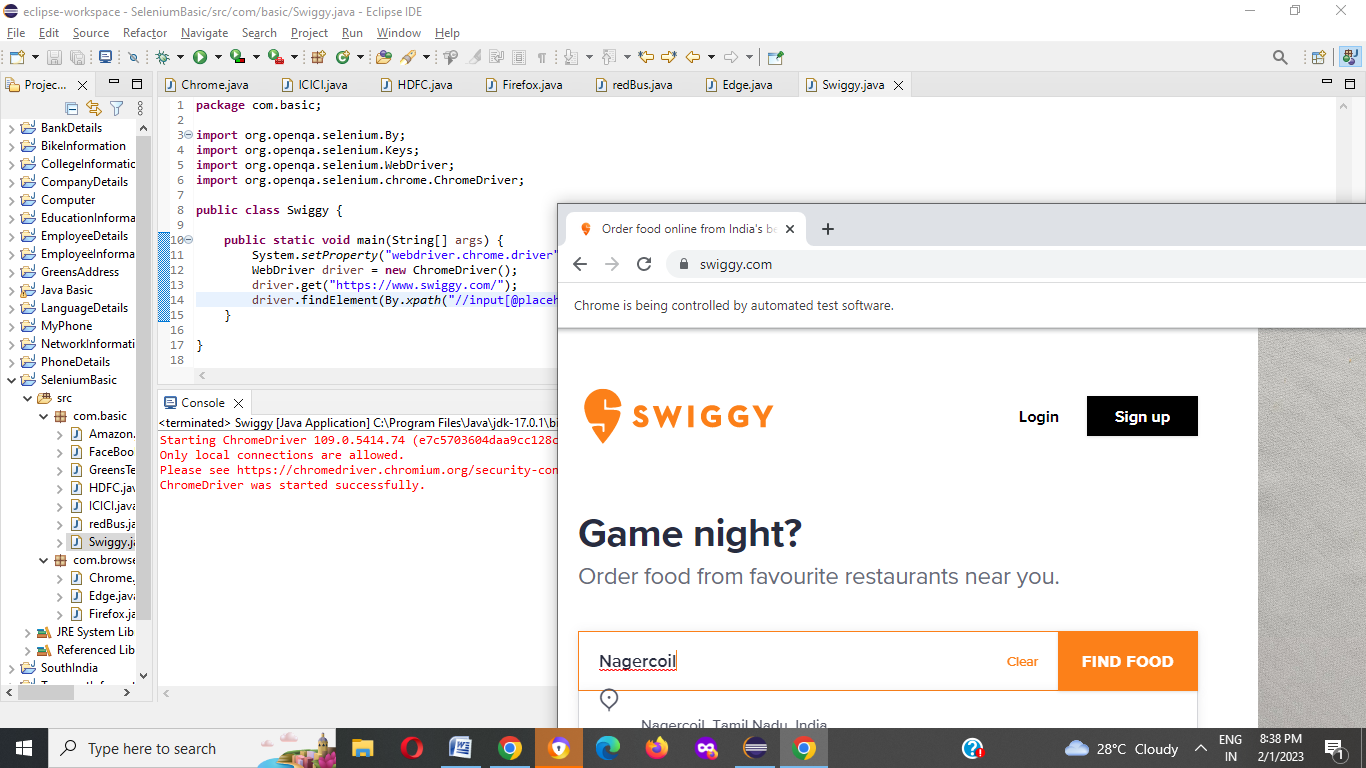 eclipse-workspace - SeleniumBasic/src/com/basic/Swiggy.java - Eclipse IDE
File Edit Source Refactor Navigate Search Project Run Window Help
Projec...
Chrome.java ICICI.java HDFC.java Firefox.java redBus.java Edge.java Swiggy.java
BankDetails
BikeInformation
CollegeInformatic
CompanyDetails
Computer
EducationInforma
EmployeeDetails
EmployeeInforma
GreensAddress
Java Basic
LanguageDetails
MyPhone
NetworkInformati
PhoneDetails
SeleniumBasic
src
com.basic
Amazon.
FaceBoo
GreensTe
HDFC.jav
ICICI.java
redBus.ja
Swiggy.ja
com.browse
Chrome.
Edge.java
Firefox.ja
JRE System Lib
Referenced Lib
SouthIndia
1 package com.basic;
2
3 import org.openqa.selenium.By;
4 import org.openqa.selenium.Keys;
5 import org.openqa.selenium.WebDriver;
6 import org.openqa.selenium.chrome.ChromeDriver;
7
8 public class Swiggy {
9
10 public static void main(String[] args) {
11 System.setProperty("webdriver.chrome.driver"
12 WebDriver driver = new ChromeDriver();
13 driver.get("https://www.swiggy.com/");
14 driver.findElement(By.xpath("//input[@placeh
15 }
16
17 }
18
Console
<terminated> Swiggy [Java Application] C:\Program Files\Java\jdk-17.0.1\bi
Starting ChromeDriver 109.0.5414.74 (e7c5703604daa9cc128c
Only local connections are allowed.
Please see https://chromedriver.chromium.org/security-con
ChromeDriver was started successfully.
Order food online from India's be
swiggy.com
Chrome is being controlled by automated test software.
SWIGGY
Login Sign up
Game night?
Order food from favourite restaurants near you.
Nagercoil Clear FIND FOOD
Nagercoil, Tamil Nadu, India
Type here to search
28°C Cloudy
ENG
IN
8:38 PM
2/1/2023
1